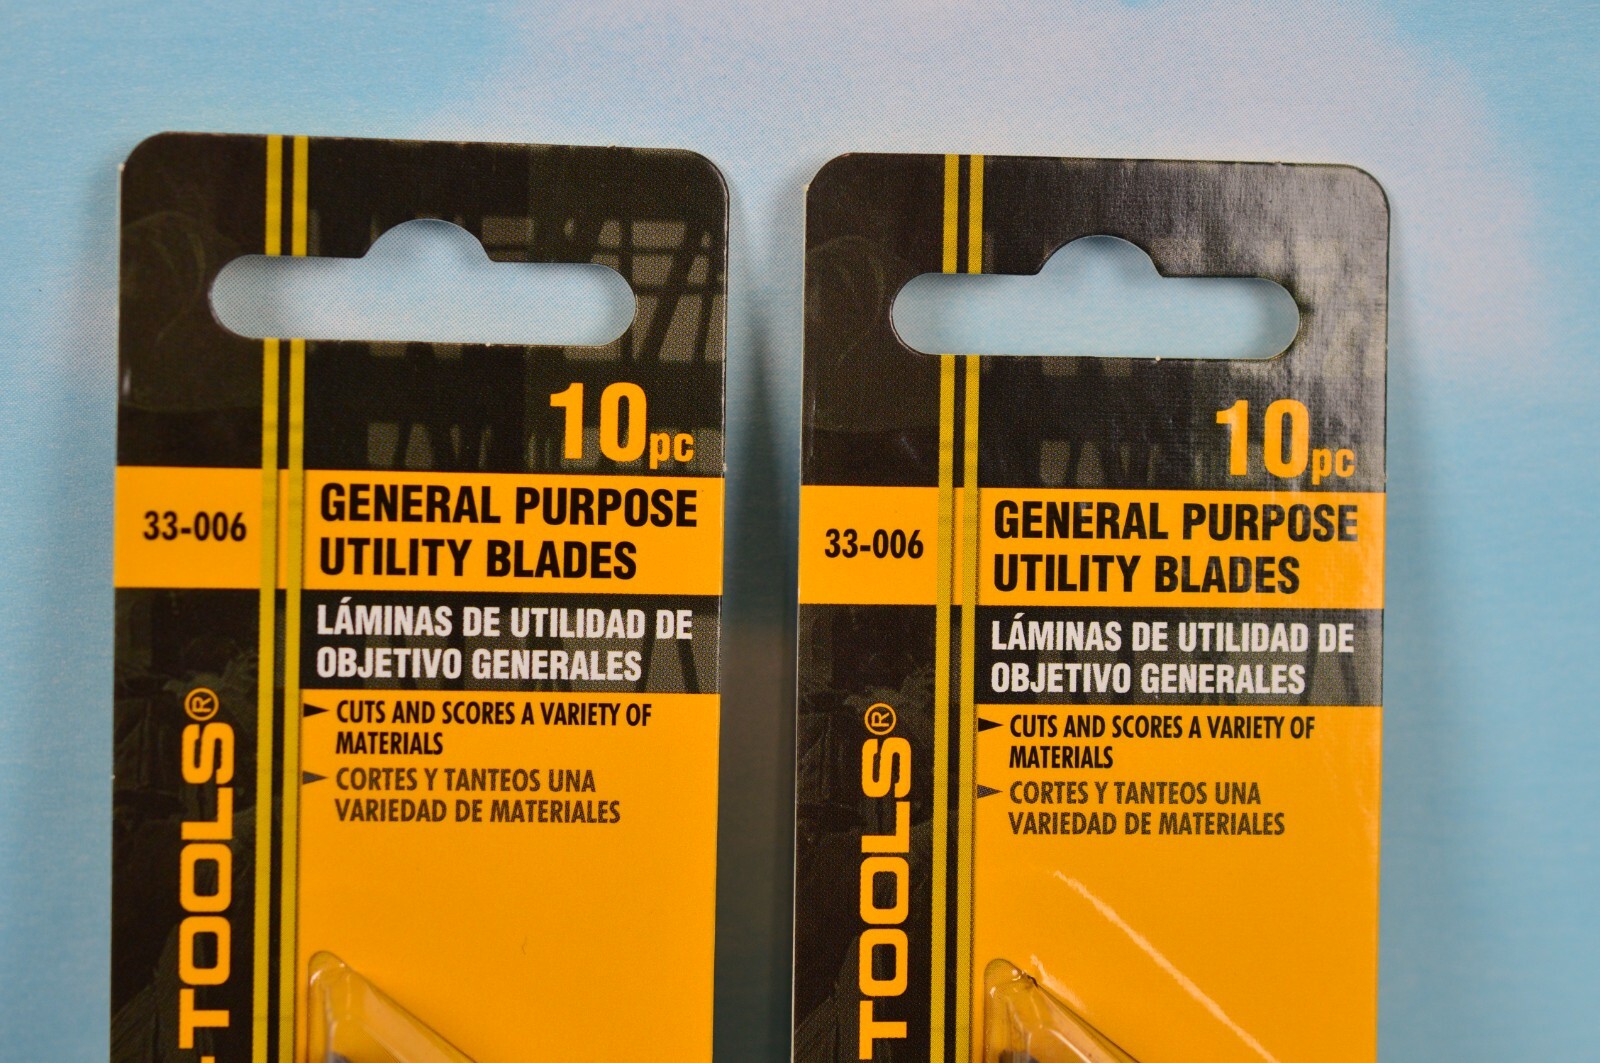 10pc
33-006
GENERAL PURPOSE
UTILITY BLADES
LÁMINAS DE UTILIDAD DE
OBJETIVO GENERALES
CUTS AND SCORES A VARIETY OF
MATERIALS
CORTES Y TANTEOS UNA
VARIEDAD DE MATERIALES
-TOOLS®
10pc
33-006
GENERAL PURPOSE
UTILITY BLADES
LÁMINAS DE UTILIDAD DE
OBJETIVO GENERALES
CUTS AND SCORES A VARIETY OF
MATERIALS
CORTES Y TANTEOS UNA
VARIEDAD DE MATERIALES
TOOLS®